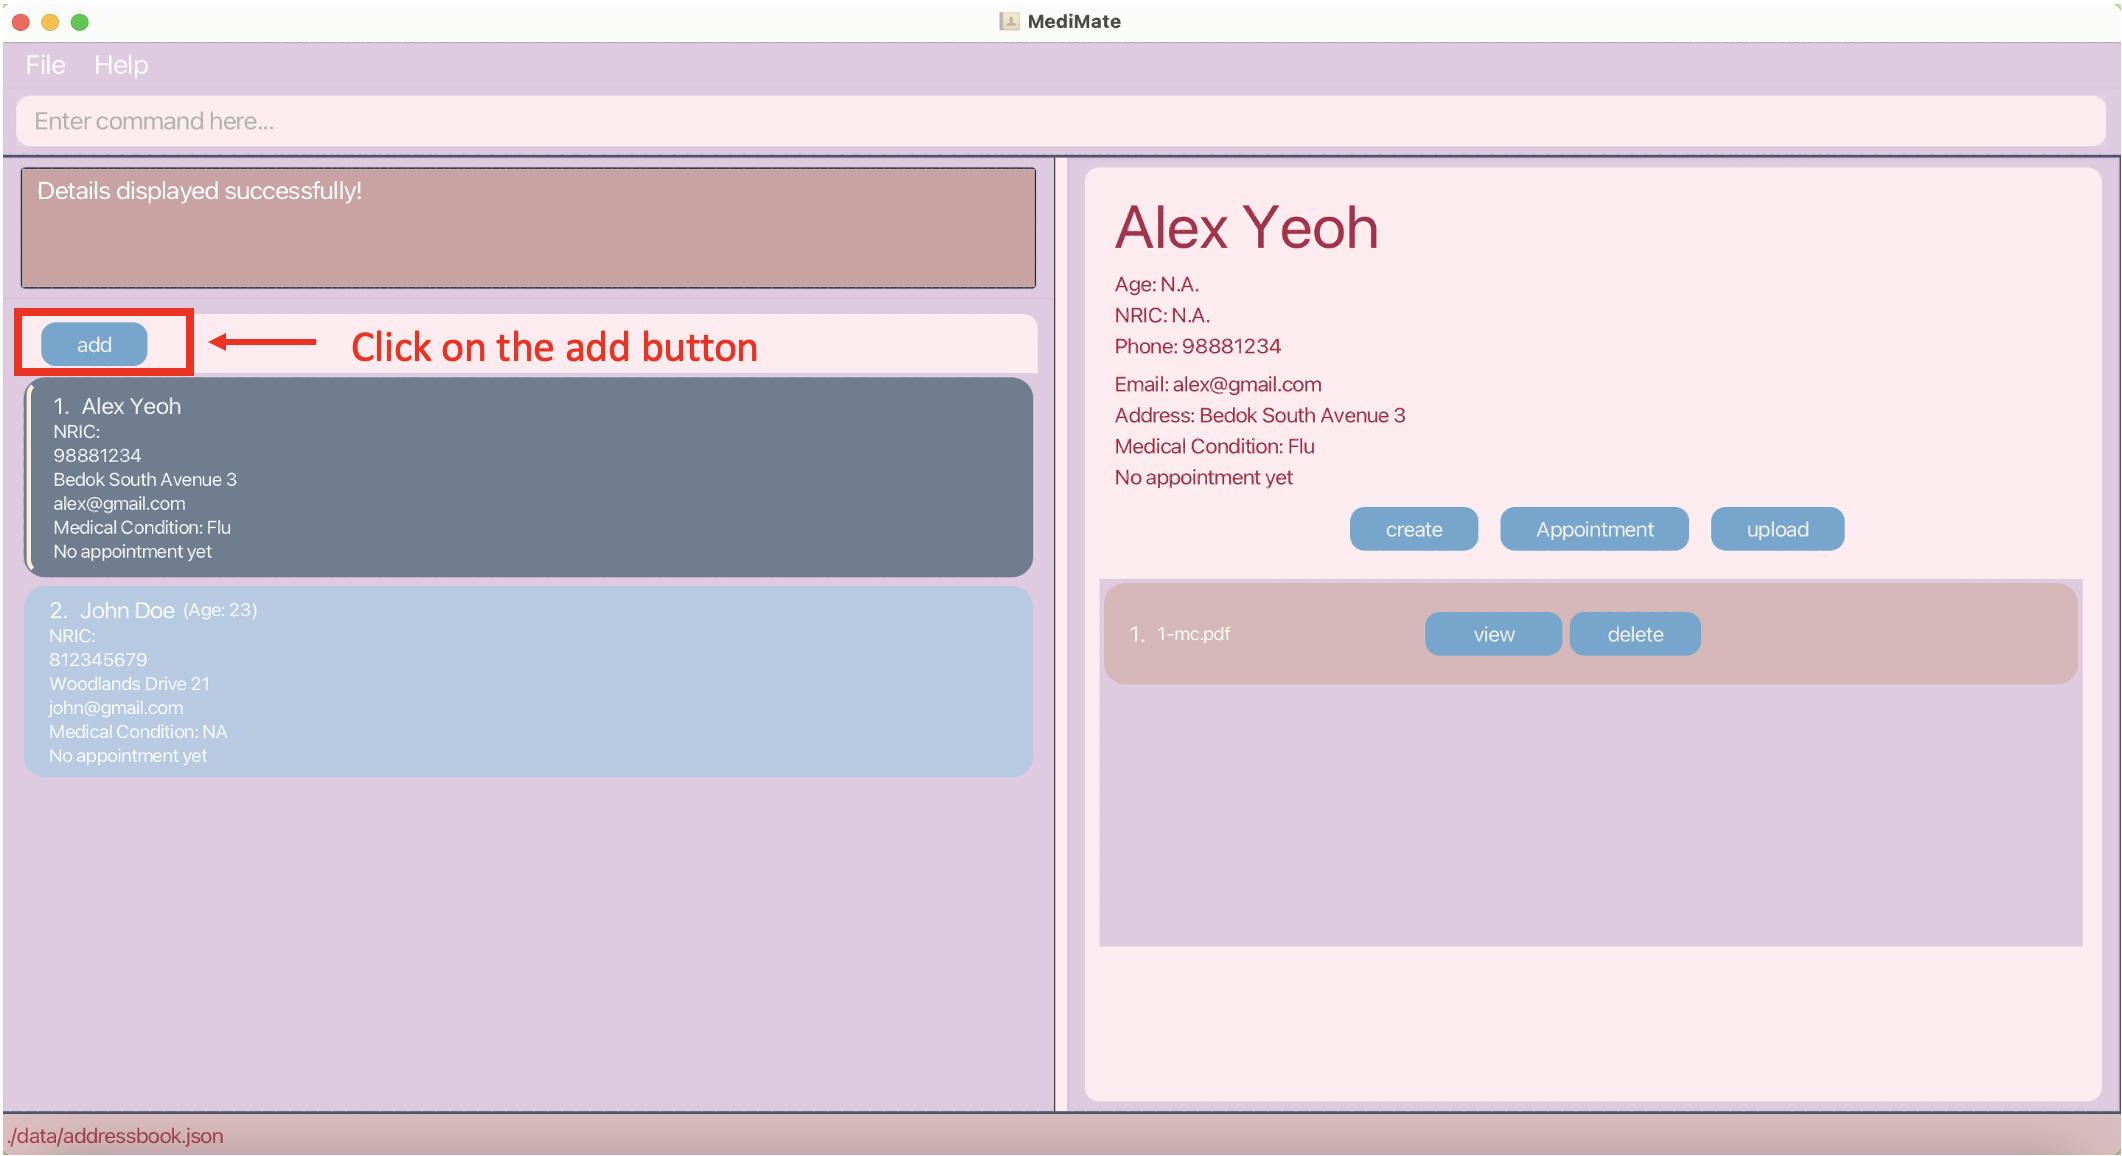 MediMate
File Help
Enter command here...
Details displayed successfully!
add
Click on the add button
1. Alex Yeoh
NRIC:
98881234
Bedok South Avenue 3
alex@gmail.com
Medical Condition: Flu
No appointment yet
2. John Doe (Age: 23)
NRIC:
812345679
Woodlands Drive 21
john@gmail.com
Medical Condition: NA
No appointment yet
Alex Yeoh
Age: N.A.
NRIC: N.A.
Phone: 98881234
Email: alex@gmail.com
Address: Bedok South Avenue 3
Medical Condition: Flu
No appointment yet
create Appointment upload
1. 1-mc.pdf view delete
./data/addressbook.json